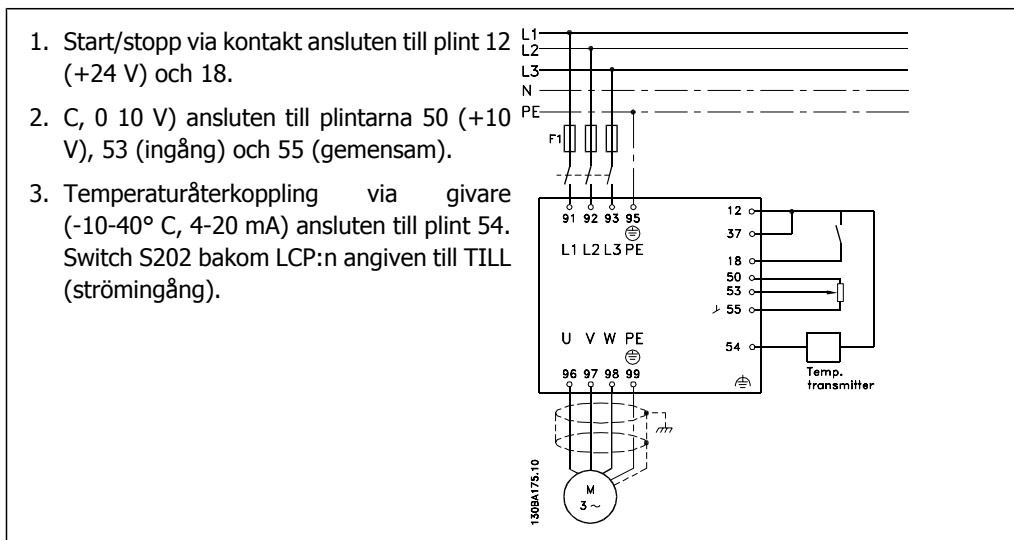 1. Start/stopp via kontakt ansluten till plint 12
(+24 V) och 18.
2. C, 0 10 V) ansluten till plintarna 50 (+10
V), 53 (ingång) och 55 (gemensam).
3. Temperaturåterkoppling via givare
(-10-40° C, 4-20 mA) ansluten till plint 54.
Switch S202 bakom LCP:n angiven till TILL
(strömingång).
L1
L2
L3
N
PE
F1
91 92 93 95
L1 L2 L3 PE
12
37
18
50
53
55
54
U V W PE
96 97 98 99
Temp.
transmitter
M
3~
130BA175.10